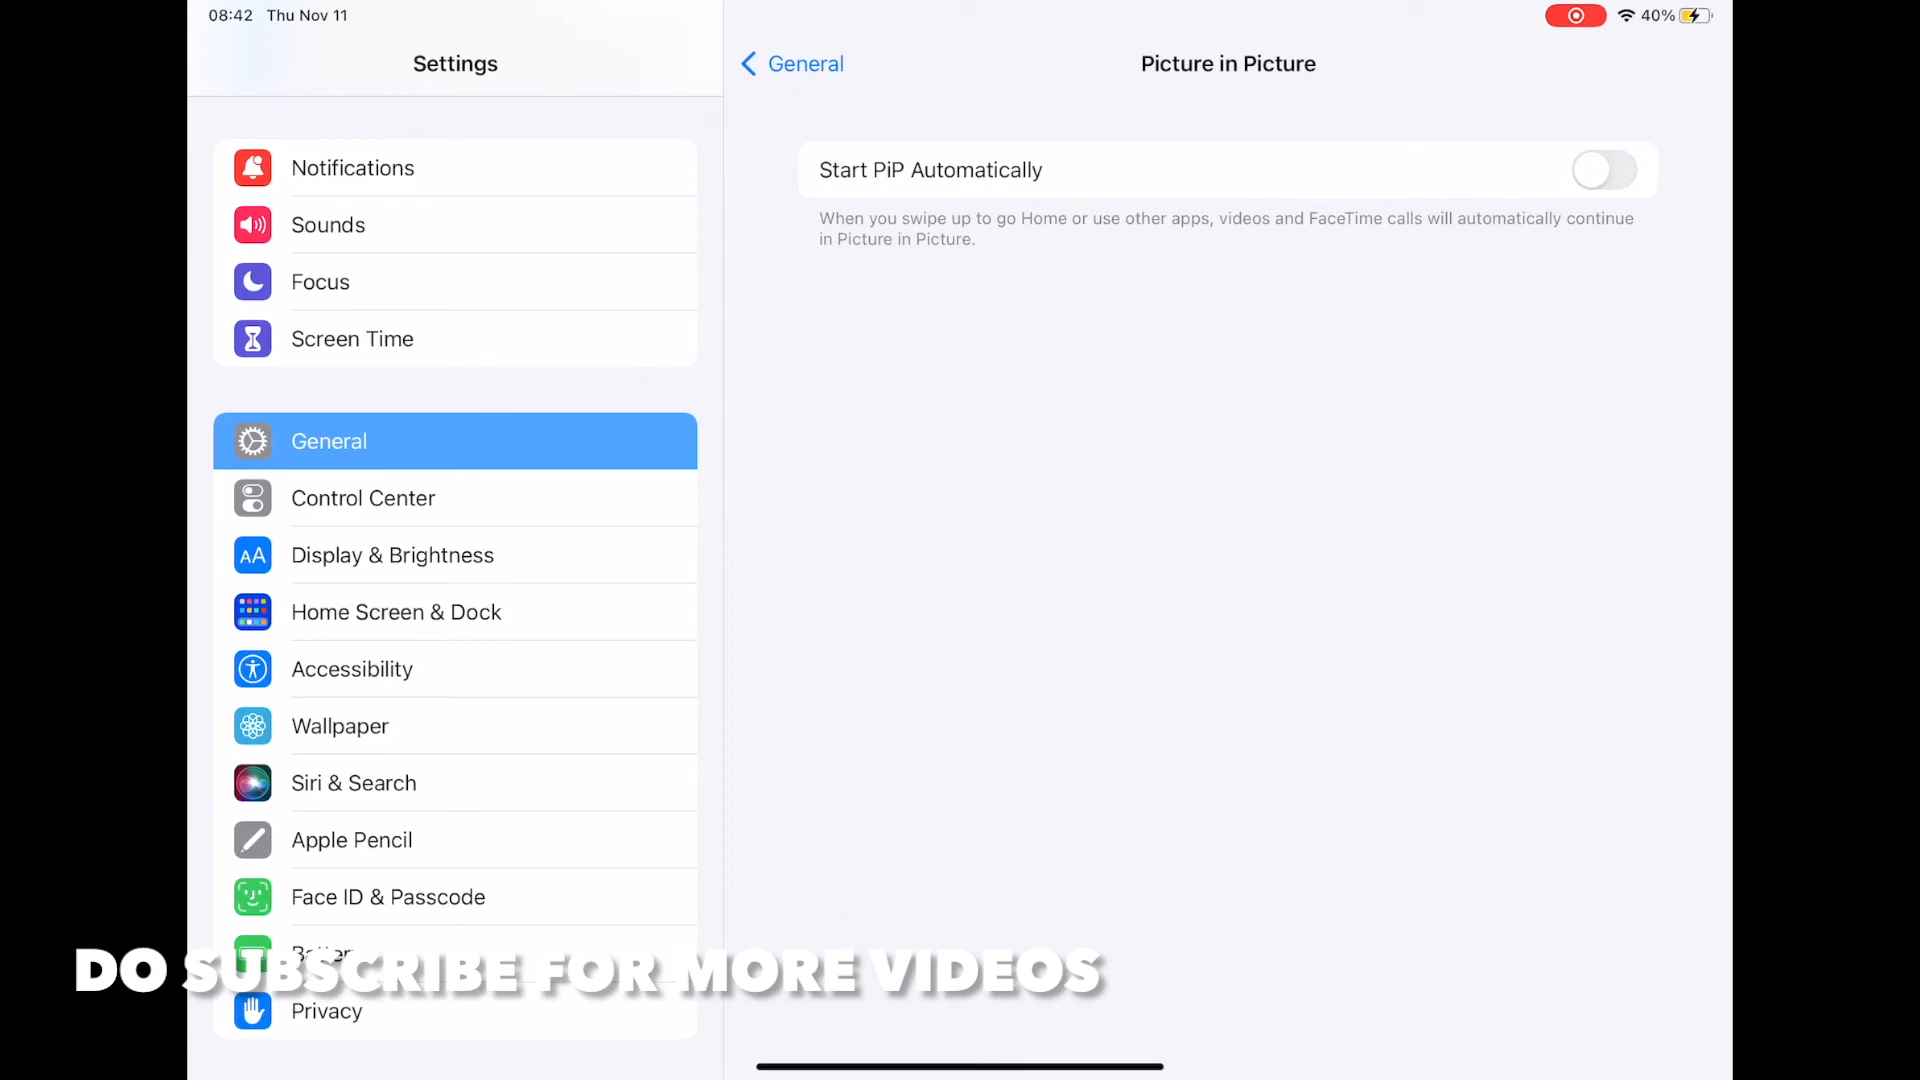 08:42 Thu Nov 11
40%
Settings
General
Picture in Picture
Notifications
Sounds
Focus
Screen Time
General
Control Center
AA
Display & Brightness
Home Screen & Dock
Accessibility
Wallpaper
Siri & Search
Apple Pencil
Face ID & Passcode
Battery
Privacy
Start PiP Automatically
When you swipe up to go Home or use other apps, videos and FaceTime calls will automatically continue
in Picture in Picture.
DO SUBSCRIBE FOR MORE VIDEOS